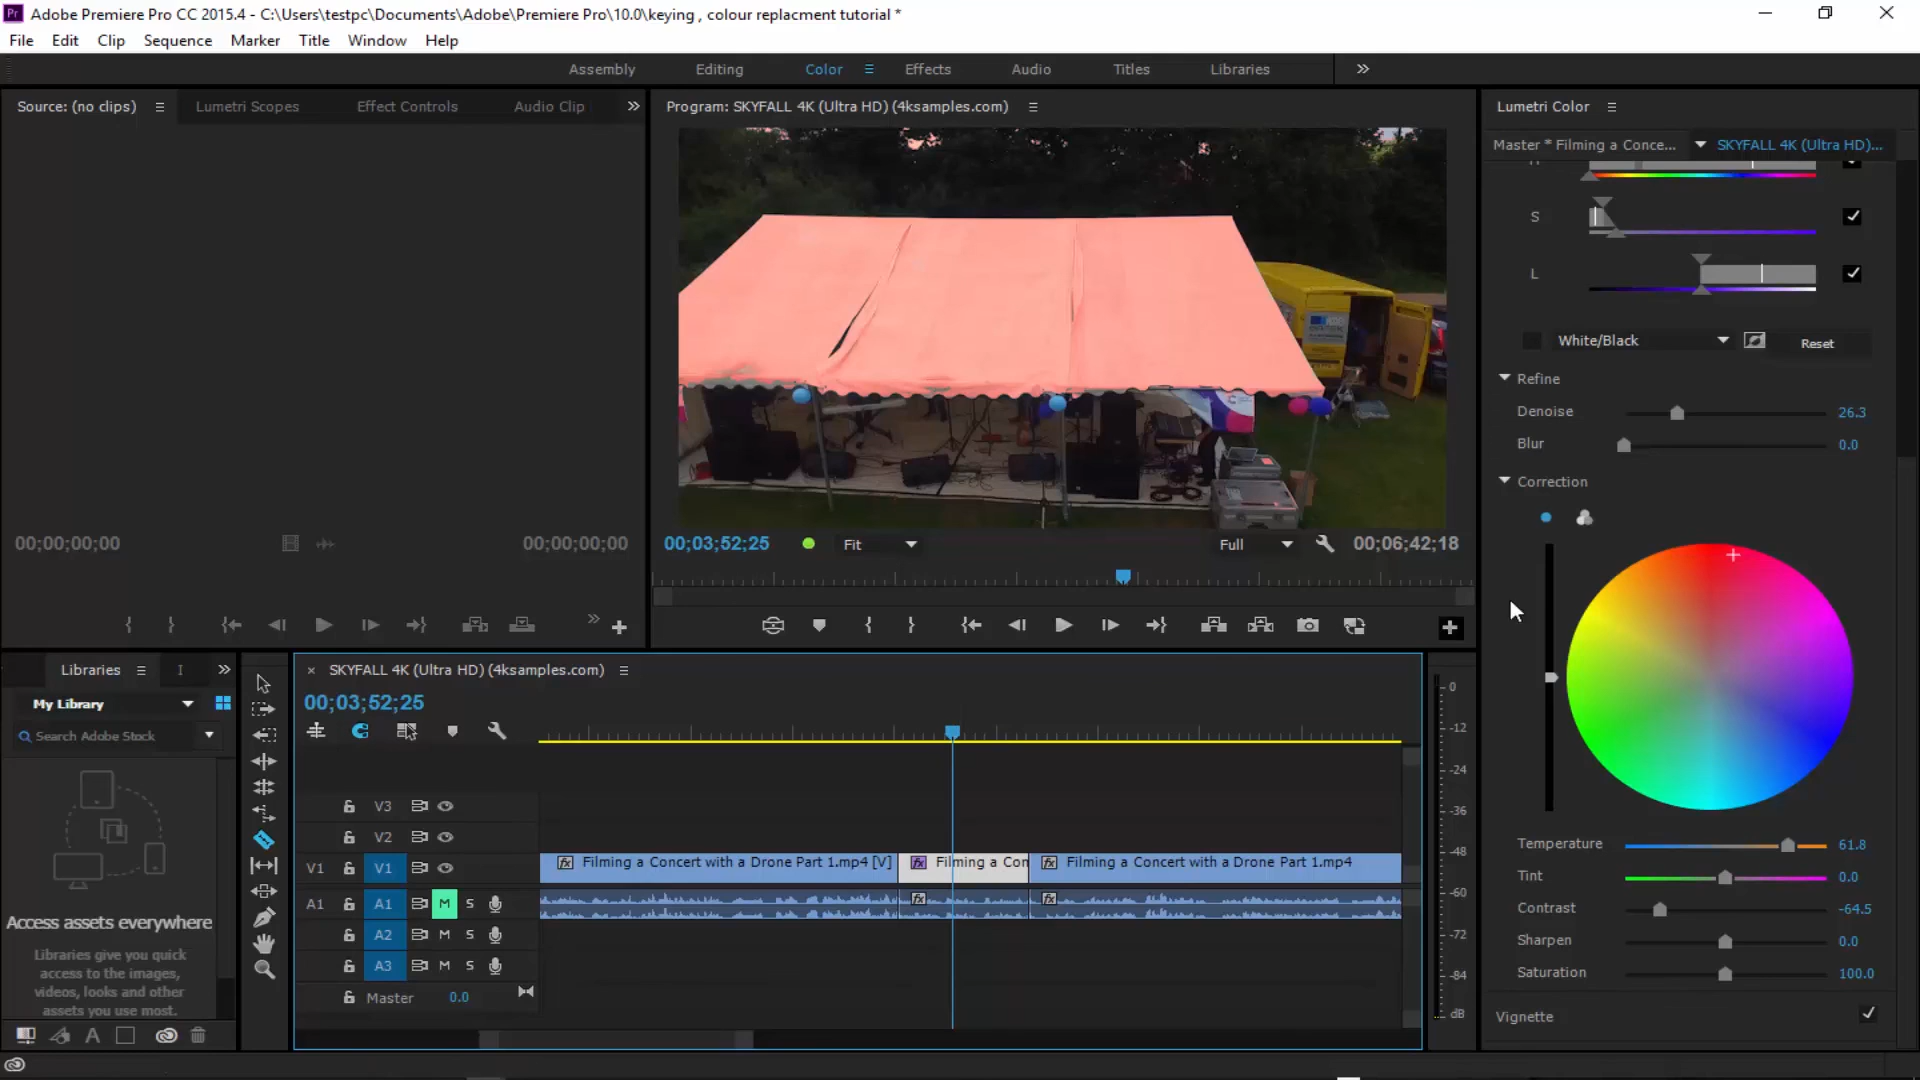 Pr Adobe Premiere Pro CC 2015.4 - C:\Users\testpc\Documents\Adobe\Premiere Pro\10.0\keying , colour replacment tutorial *
File Edit Clip Sequence Marker Title Window Help
Assembly Editing Color Effects Audio Titles Libraries
Source: (no clips) Lumetri Scopes Effect Controls Audio Clip
Program: SKYFALL 4K (Ultra HD) (4ksamples.com)
Lumetri Color
Master * Filming a Conce... SKYFALL 4K (Ultra HD)...
S
L
White/Black Reset
Refine
Denoise 26.3
Blur 0.0
Correction
00;00;00;00 00;00;00;00
00;03;52;25 Fit Full 00;06;42;18
Temperature 61.8
Tint 0.0
Contrast -64.5
Sharpen 0.0
Saturation 100.0
Vignette
Libraries I
My Library
Search Adobe Stock
Access assets everywhere
Libraries give you quick
access to the images,
videos, looks and other
assets you use most.
SKYFALL 4K (Ultra HD) (4ksamples.com)
00;03;52;25
V3
V2
V1 V1 fx Filming a Concert with a Drone Part 1.mp4 [V] fx Filming a Con fx Filming a Concert with a Drone Part 1.mp4
A1 A1 M S fx fx
A2 M S
A3 M S
Master 0.0
0
-12
-24
-36
-48
-60
-72
-84
dB